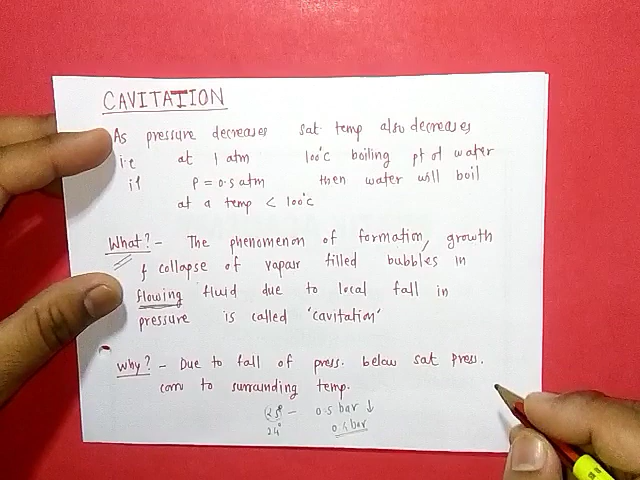 CAVITATION
As pressure decreases sat. temp also decreases
i.e at 1 atm 100°C boiling pt of water
if P = 0.5 atm then water will boil
at a temp < 100°C
What? - The phenomenon of formation, growth
& collapse of vapour filled bubbles in
flowing fluid due to local fall in
pressure is called 'cavitation'
Why? - Due to fall of press. below sat press.
corr to surrounding temp.
25° - 0.5 bar ↓
24° 0.4 bar